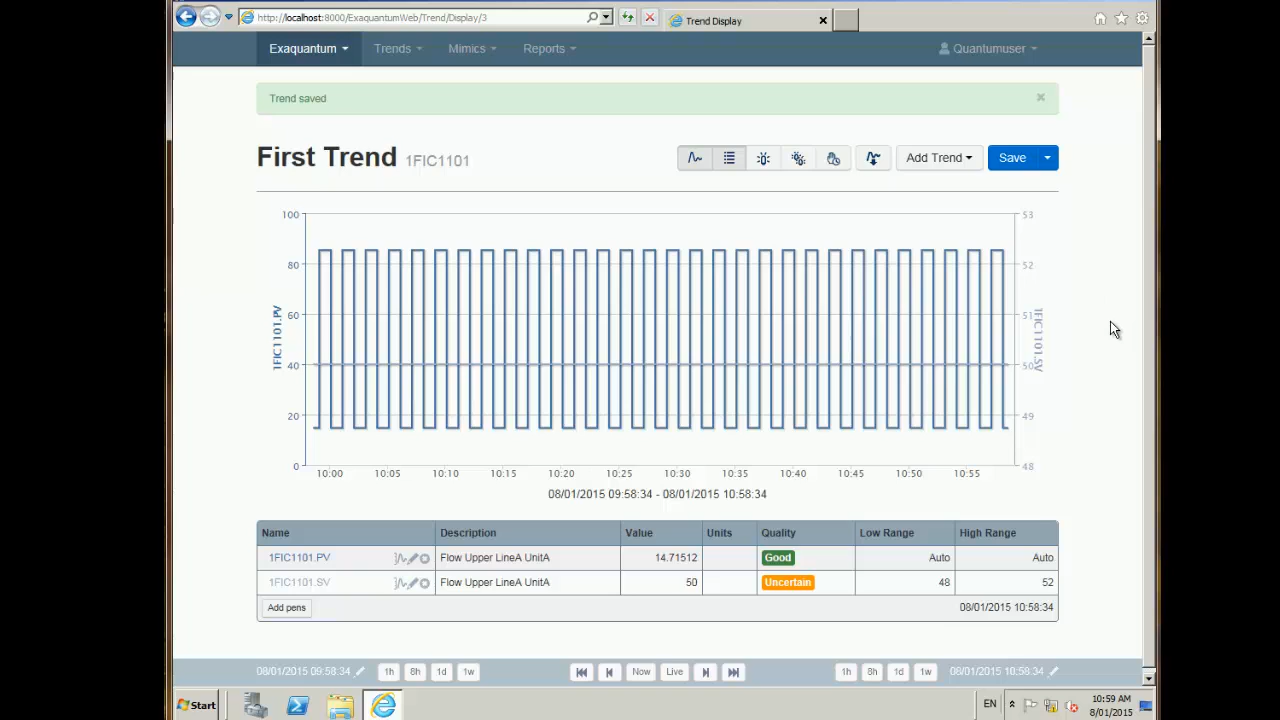 http://localhost:8000/ExaquantumWeb/Trend/Display/3
Trend Display
Exaquantum Trends Mimics Reports Quantumuser
Trend saved ×
First Trend 1FIC1101
Add Trend Save
100 53
80 52
60 51
40 50
20 49
0 48
1FIC1101.PV
1FIC1101.SV
10:00 10:05 10:10 10:15 10:20 10:25 10:30 10:35 10:40 10:45 10:50 10:55
08/01/2015 09:58:34 - 08/01/2015 10:58:34
Name Description Value Units Quality Low Range High Range
1FIC1101.PV Flow Upper LineA UnitA 14.71512 Good Auto Auto
1FIC1101.SV Flow Upper LineA UnitA 50 Uncertain 48 52
Add pens 08/01/2015 10:58:34
08/01/2015 09:58:34 1h 8h 1d 1w Now Live 1h 8h 1d 1w 08/01/2015 10:58:34
Start EN 10:59 AM
8/01/2015